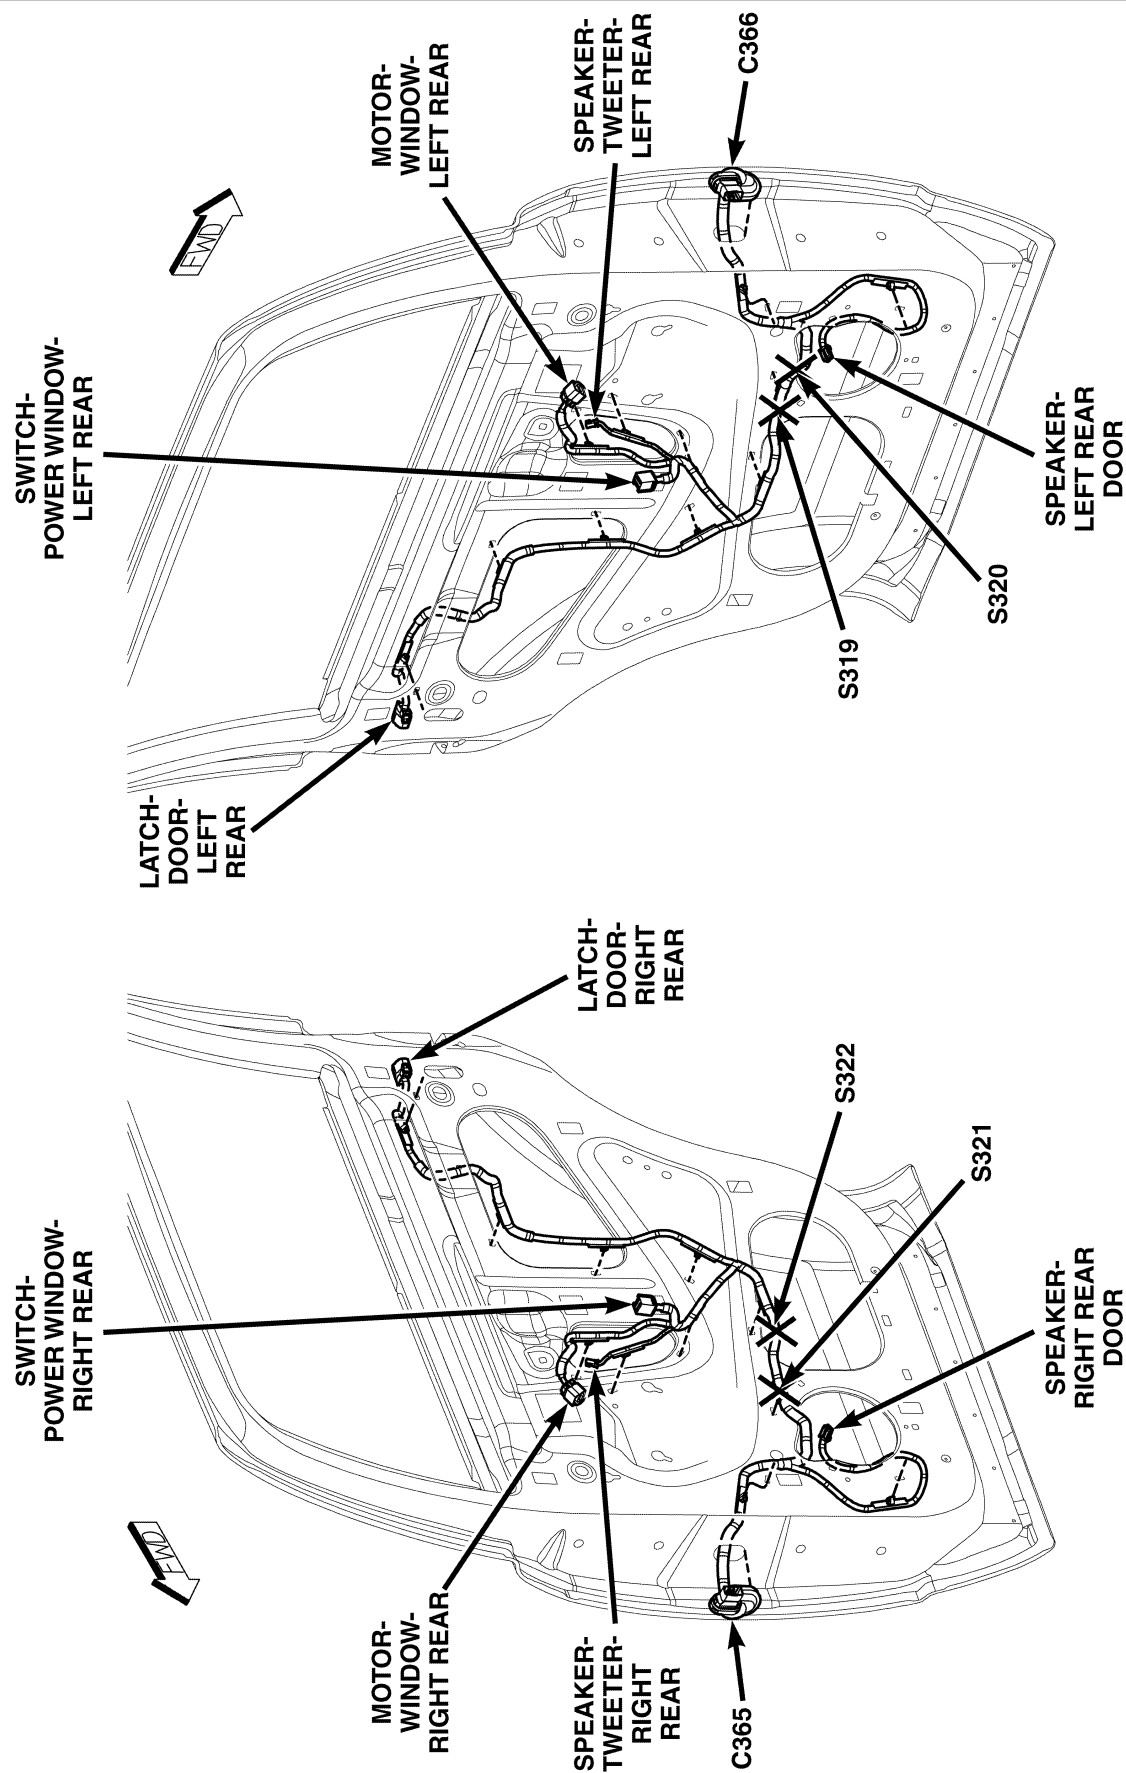 SWITCH-
POWER WINDOW-
LEFT REAR
MOTOR-
WINDOW-
LEFT REAR
SPEAKER-
TWEETER-
LEFT REAR
C366
FWD
LATCH-
DOOR-
LEFT
REAR
S319
S320
SPEAKER-
LEFT REAR
DOOR
SWITCH-
POWER WINDOW-
RIGHT REAR
LATCH-
DOOR-
RIGHT
REAR
S322
S321
SPEAKER-
RIGHT REAR
DOOR
FWD
MOTOR-
WINDOW-
RIGHT REAR
SPEAKER-
TWEETER-
RIGHT
REAR
C365